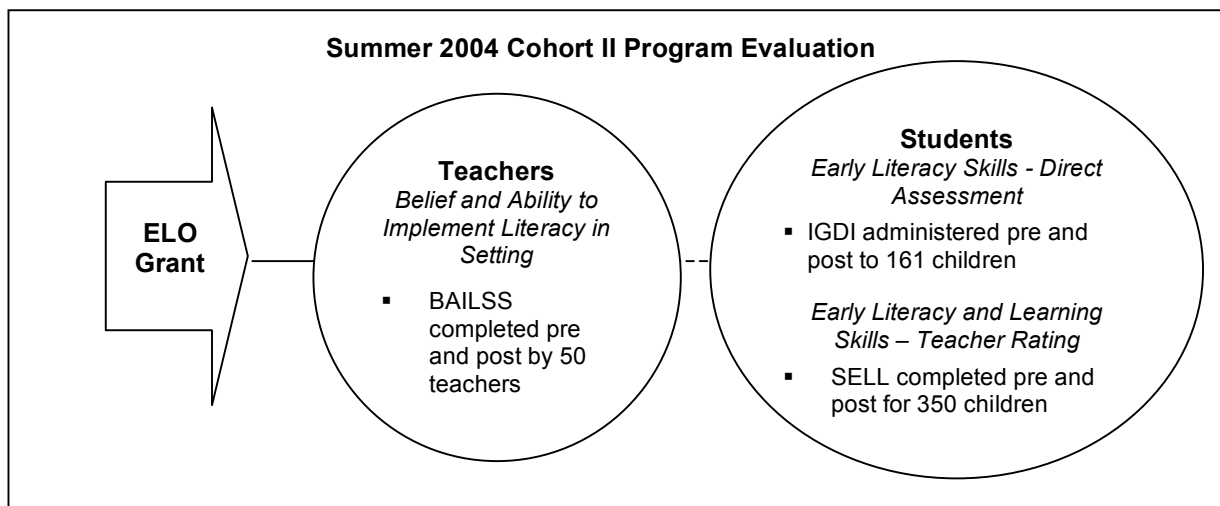 Summer 2004 Cohort II Program Evaluation
ELO
Grant
Teachers
Belief and Ability to
Implement Literacy in
Setting
▪ BAILSS
completed pre
and post by 50
teachers
Students
Early Literacy Skills - Direct
Assessment
▪ IGDI administered pre and
post to 161 children
Early Literacy and Learning
Skills – Teacher Rating
▪ SELL completed pre and
post for 350 children